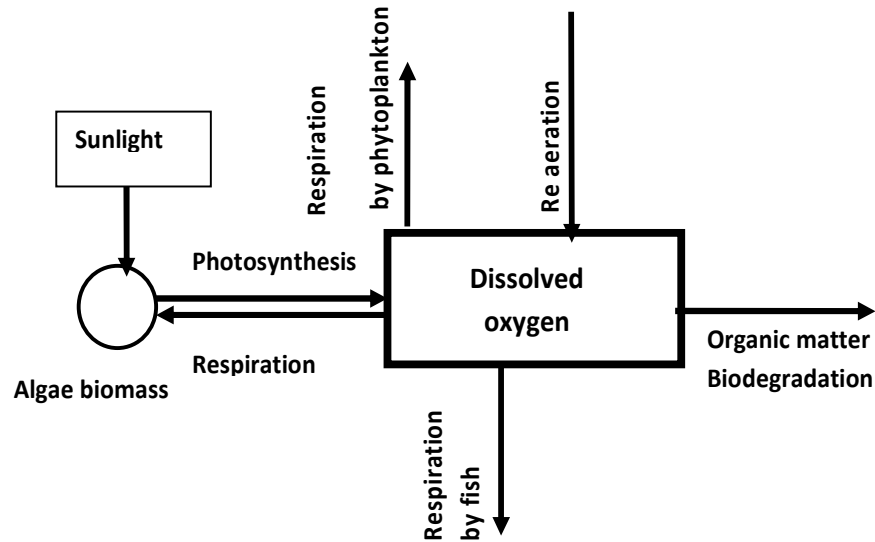 Respiration
by phytoplankton
Re aeration
Sunlight
Photosynthesis
Dissolved
oxygen
Respiration
Algae biomass
Organic matter
Biodegradation
Respiration
by fish